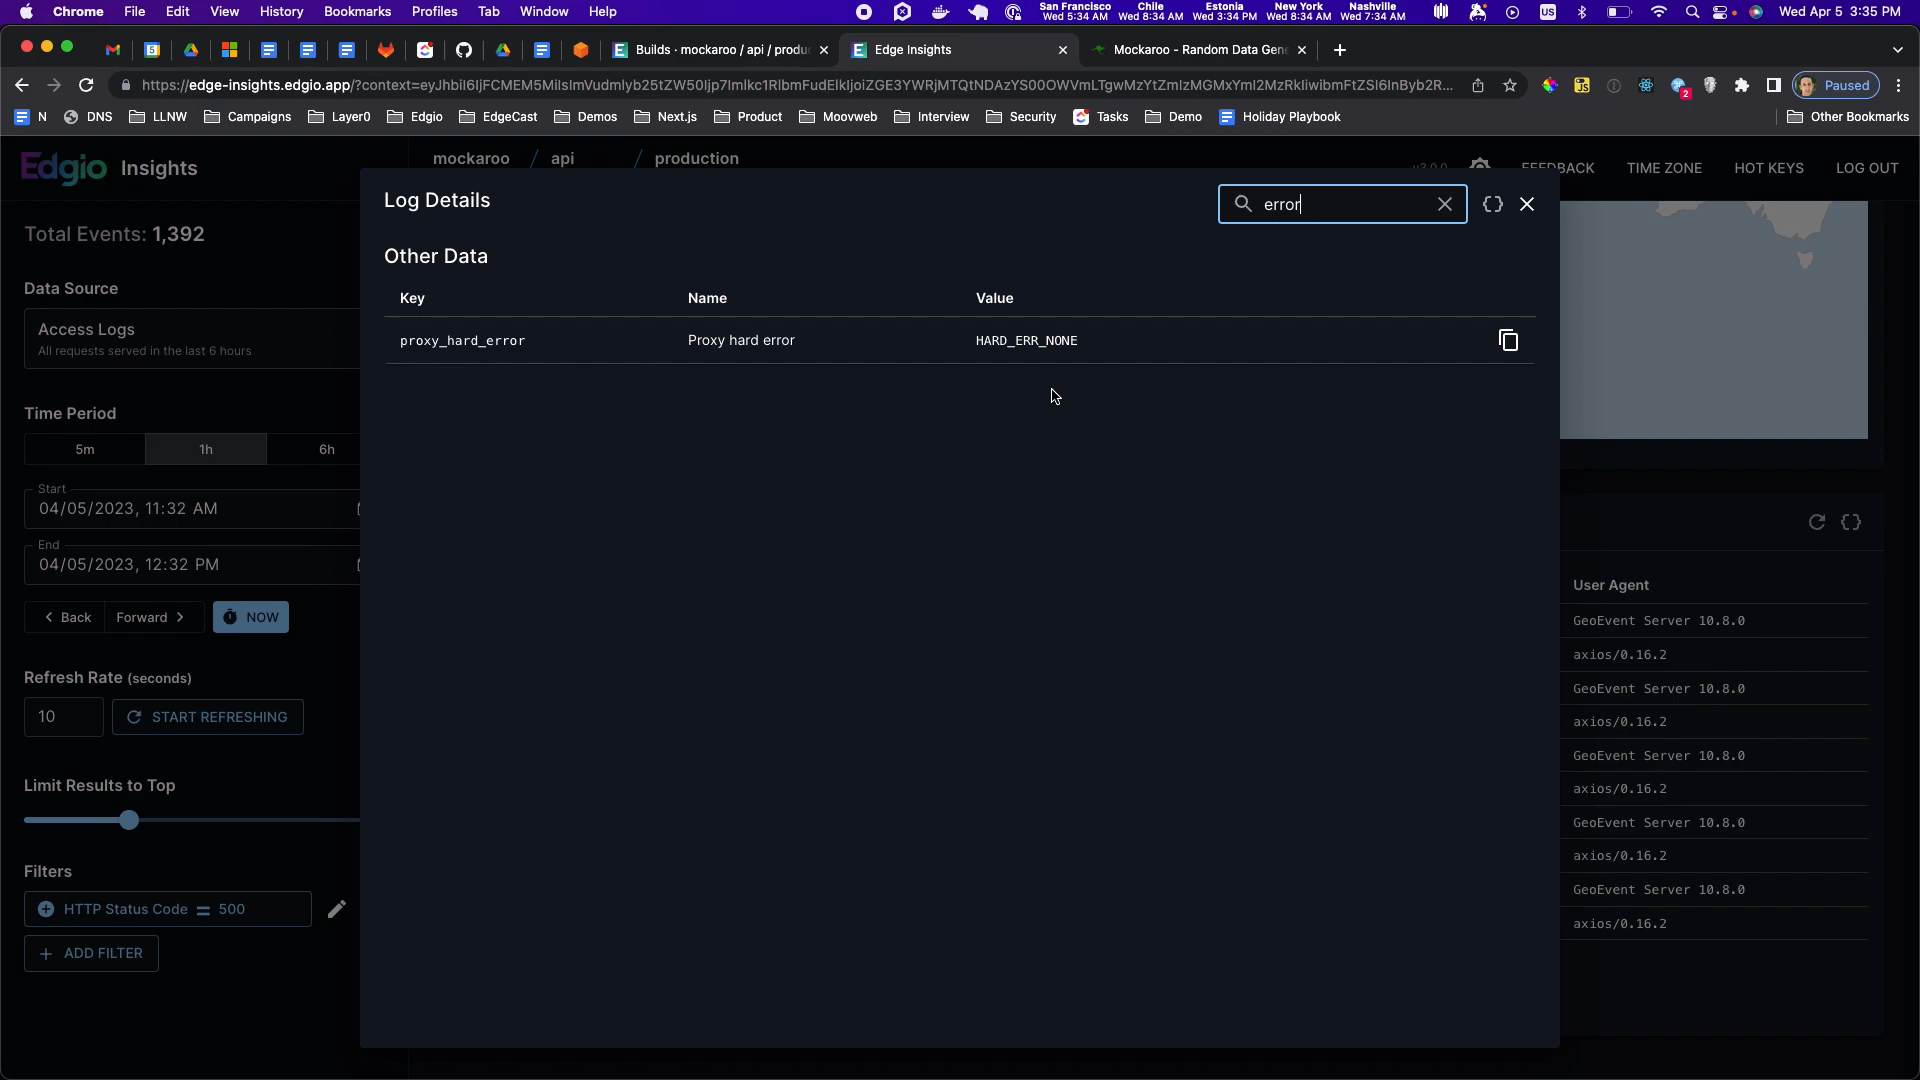 Chrome File Edit View History Bookmarks Profiles Tab Window Help
San Francisco Chile Estonia New York Nashville
Wed 5:34 AM Wed 8:34 AM Wed 3:34 PM Wed 8:34 AM Wed 7:34 AM
US
Wed Apr 5 3:35 PM
Builds · mockaroo / api / produ
Edge Insights
Mockaroo - Random Data Gene
https://edge-insights.edgio.app/?context=
Paused
N DNS LLNW Campaigns Layer0 Edgio EdgeCast Demos Next.js Product Moovweb Interview Security Tasks Demo Holiday Playbook Other Bookmarks
Edgio Insights
mockaroo / api / production
v3.0.0
FEEDBACK TIME ZONE HOT KEYS LOG OUT
Total Events: 1,392
Data Source
Access Logs
All requests served in the last 6 hours
Time Period
5m 1h 6h
Start
04/05/2023, 11:32 AM
End
04/05/2023, 12:32 PM
Back Forward NOW
Refresh Rate (seconds)
10 START REFRESHING
Limit Results to Top
Filters
HTTP Status Code = 500
+ ADD FILTER
Log Details
error
Other Data
Key Name Value
proxy_hard_error Proxy hard error HARD_ERR_NONE
User Agent
GeoEvent Server 10.8.0
axios/0.16.2
GeoEvent Server 10.8.0
axios/0.16.2
GeoEvent Server 10.8.0
axios/0.16.2
GeoEvent Server 10.8.0
axios/0.16.2
GeoEvent Server 10.8.0
axios/0.16.2